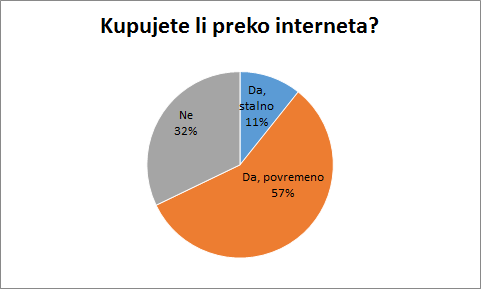 Kupujete li preko interneta?
Da,
stalno
11%
Ne
32%
Da, povremeno
57%